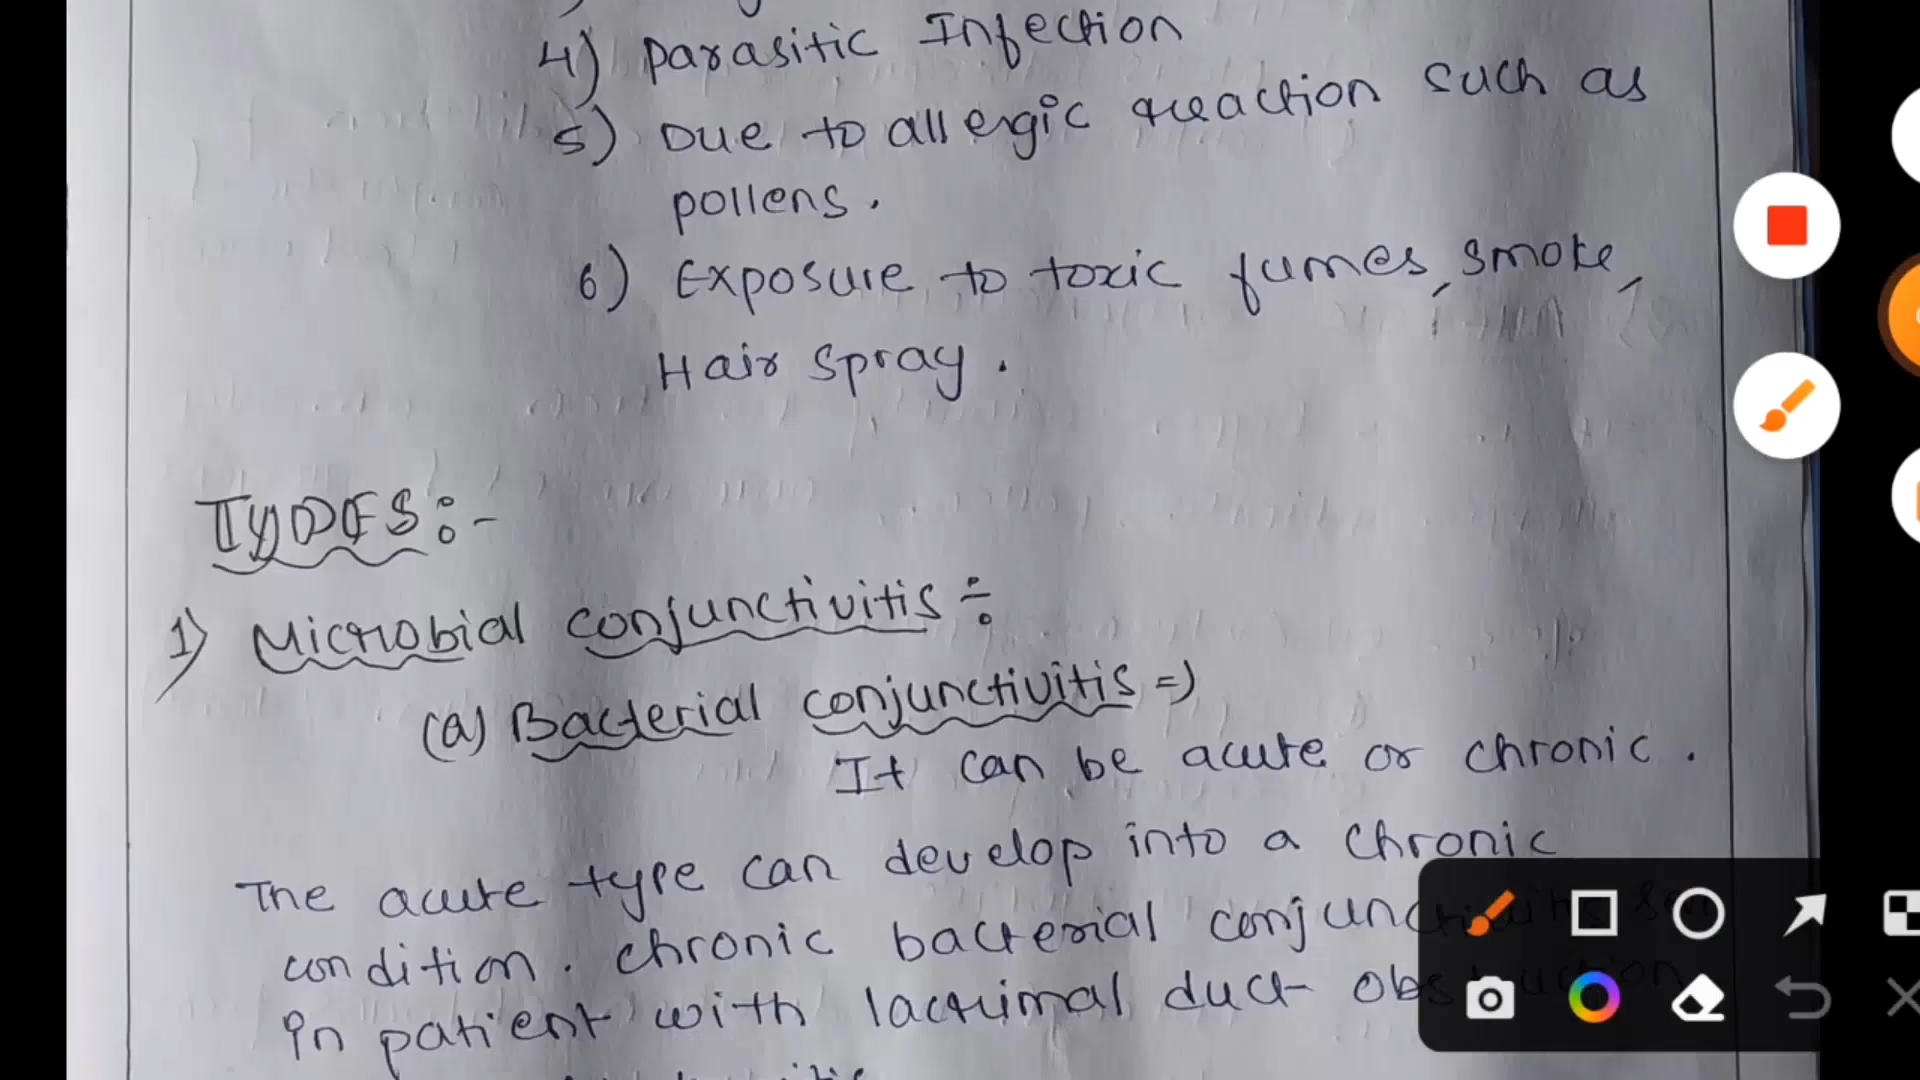 4) Parasitic Infection
5) Due to allergic reaction such as
pollens.
6) Exposure to toxic fumes, smoke,
Hair spray.
TYPES:-
1) Microbial conjunctivitis ÷
(a) Bacterial conjunctivitis =)
It can be acute or chronic.
The acute type can develop into a chronic
condition. chronic bacterial conjunctivitis
in patient with lacrimal duct obstruction